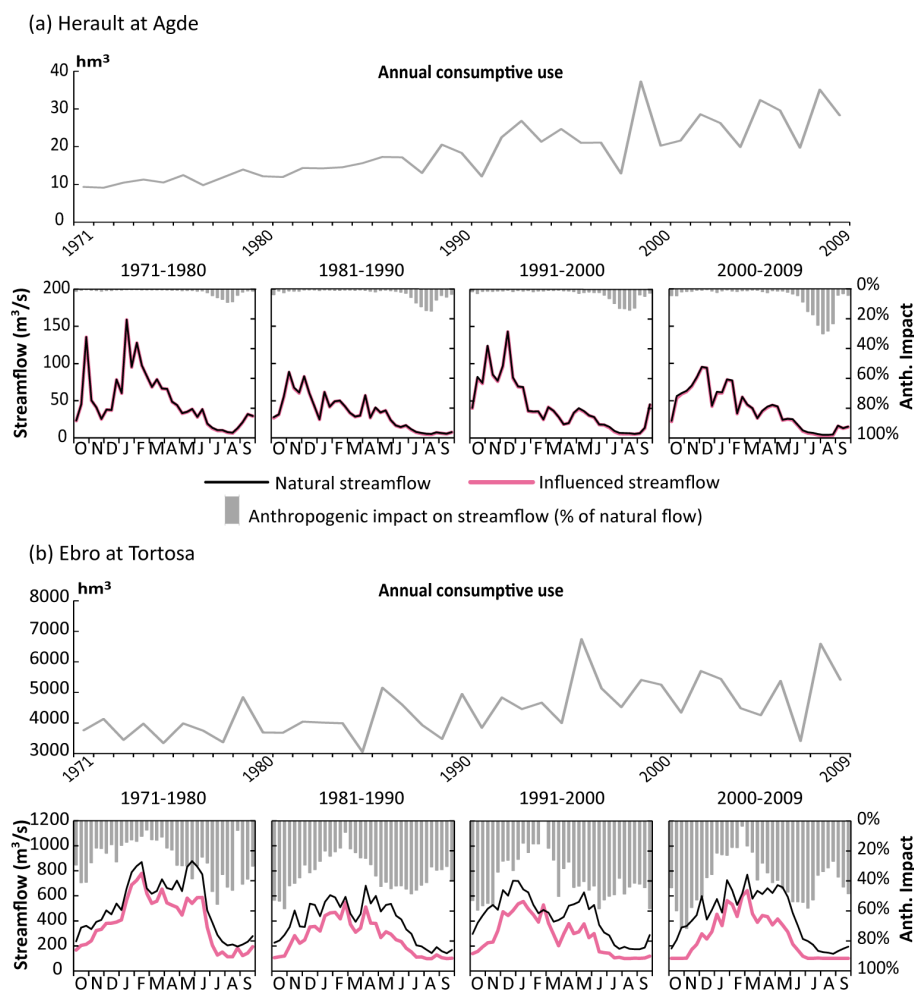 (a) Herault at Agde
hm³
Annual consumptive use
40
30
20
10
0
1971
1980
1990
2000
2009
1971-1980
1981-1990
1991-2000
2000-2009
Streamflow (m³/s)
200
150
100
50
0
0%
20%
40%
60%
80%
100%
Anth. Impact
O N D J F M A M J J A S
O N D J F M A M J J A S
O N D J F M A M J J A S
O N D J F M A M J J A S
Natural streamflow
Influenced streamflow
Anthropogenic impact on streamflow (% of natural flow)
(b) Ebro at Tortosa
hm³
Annual consumptive use
8000
7000
6000
5000
4000
3000
1971
1980
1990
2000
2009
1971-1980
1981-1990
1991-2000
2000-2009
Streamflow (m³/s)
1200
1000
800
600
400
200
0
0%
20%
40%
60%
80%
100%
Anth. Impact
O N D J F M A M J J A S
O N D J F M A M J J A S
O N D J F M A M J J A S
O N D J F M A M J J A S